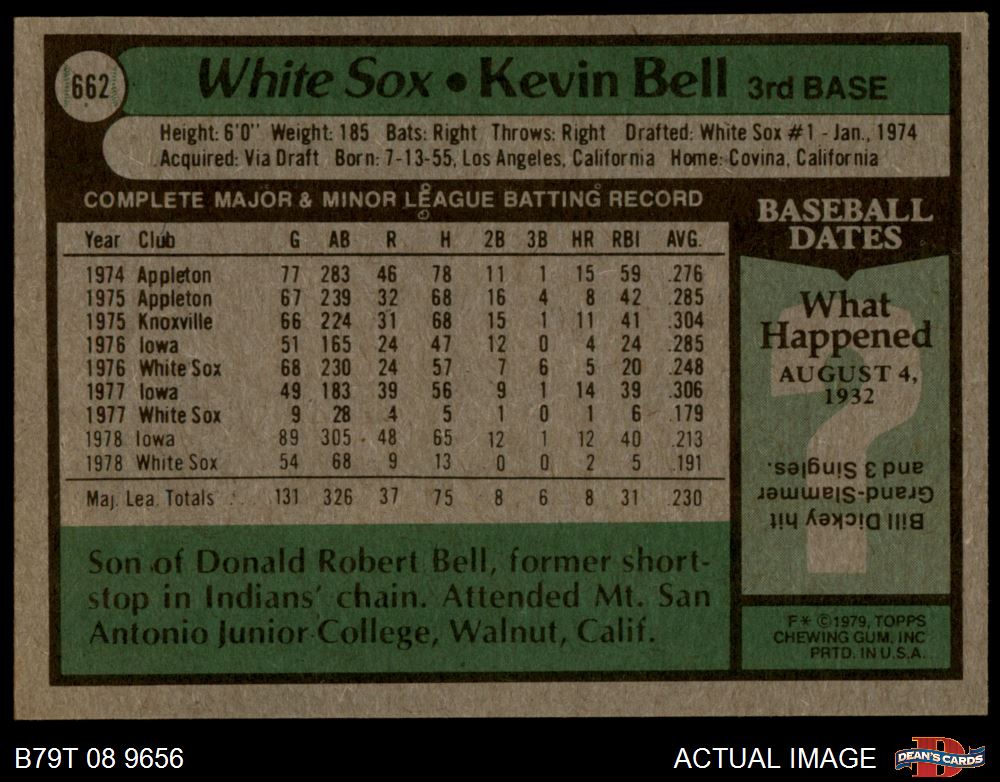 662
White Sox • Kevin Bell 3rd BASE
Height: 6'0" Weight: 185 Bats: Right Throws: Right Drafted: White Sox #1 - Jan., 1974
Acquired: Via Draft Born: 7-13-55, Los Angeles, California Home: Covina, California
COMPLETE MAJOR & MINOR LEAGUE BATTING RECORD
Year Club G AB R H 2B 3B HR RBI AVG.
1974 Appleton 77 283 46 78 11 1 15 59 .276
1975 Appleton 67 239 32 68 16 4 8 42 .285
1975 Knoxville 66 224 31 68 15 1 11 41 .304
1976 Iowa 51 165 24 47 12 0 4 24 .285
1976 White Sox 68 230 24 57 7 6 5 20 .248
1977 Iowa 49 183 39 56 9 1 14 39 .306
1977 White Sox 9 28 4 5 1 0 1 6 .179
1978 Iowa 89 305 48 65 12 1 12 40 .213
1978 White Sox 54 68 9 13 0 0 2 5 .191
Maj. Lea. Totals 131 326 37 75 8 6 8 31 .230
Son of Donald Robert Bell, former short-
stop in Indians' chain. Attended Mt. San
Antonio Junior College, Walnut, Calif.
BASEBALL
DATES
What
Happened
AUGUST 4,
1932
Bill Dickey hit
Grand-Slammer
and 3 Singles.
F* ©1979, TOPPS
CHEWING GUM, INC
PRTD. IN U.S.A.
B79T 08 9656
ACTUAL IMAGE
DEAN'S CARDS